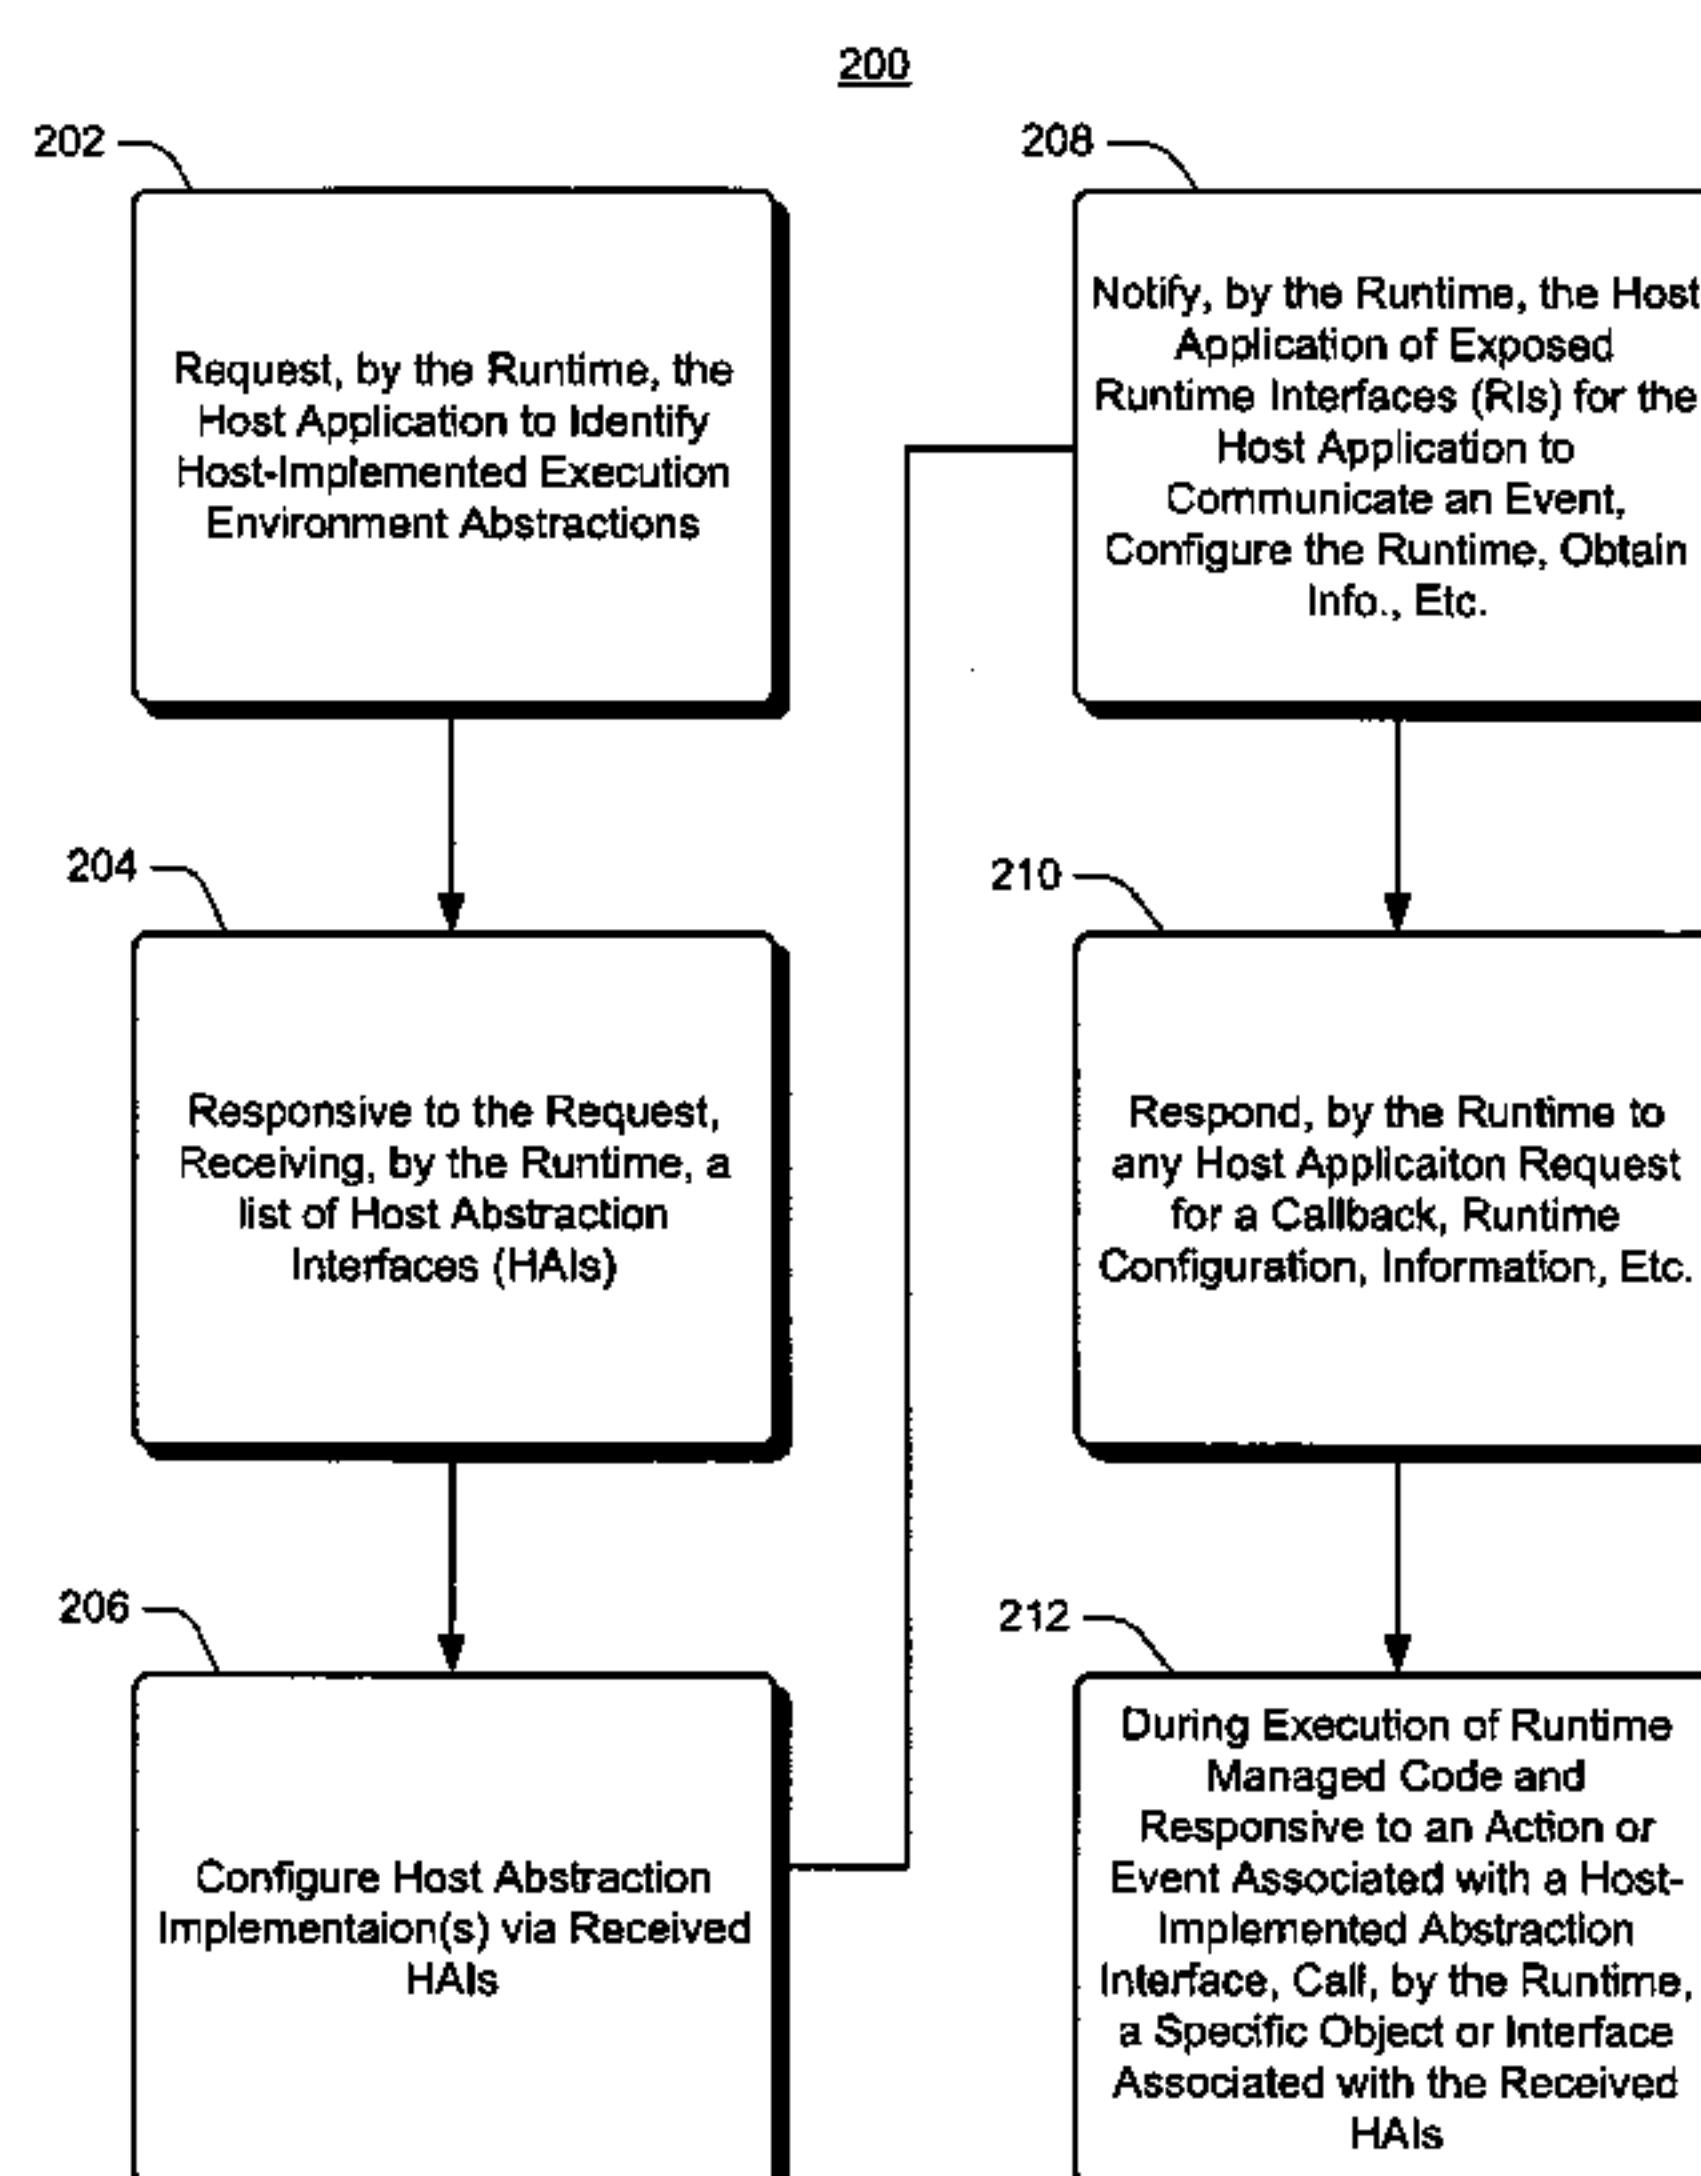 200
202
Request, by the Runtime, the
Host Application to Identify
Host-Implemented Execution
Environment Abstractions
204
Responsive to the Request,
Receiving, by the Runtime, a
list of Host Abstraction
Interfaces (HAIs)
206
Configure Host Abstraction
Implementaion(s) via Received
HAIs
208
Notify, by the Runtime, the Host
Application of Exposed
Runtime Interfaces (RIs) for the
Host Application to
Communicate an Event,
Configure the Runtime, Obtain
Info., Etc.
210
Respond, by the Runtime to
any Host Applicaiton Request
for a Callback, Runtime
Configuration, Information, Etc.
212
During Execution of Runtime
Managed Code and
Responsive to an Action or
Event Associated with a Host-
Implemented Abstraction
Interface, Call, by the Runtime,
a Specific Object or Interface
Associated with the Received
HAIs